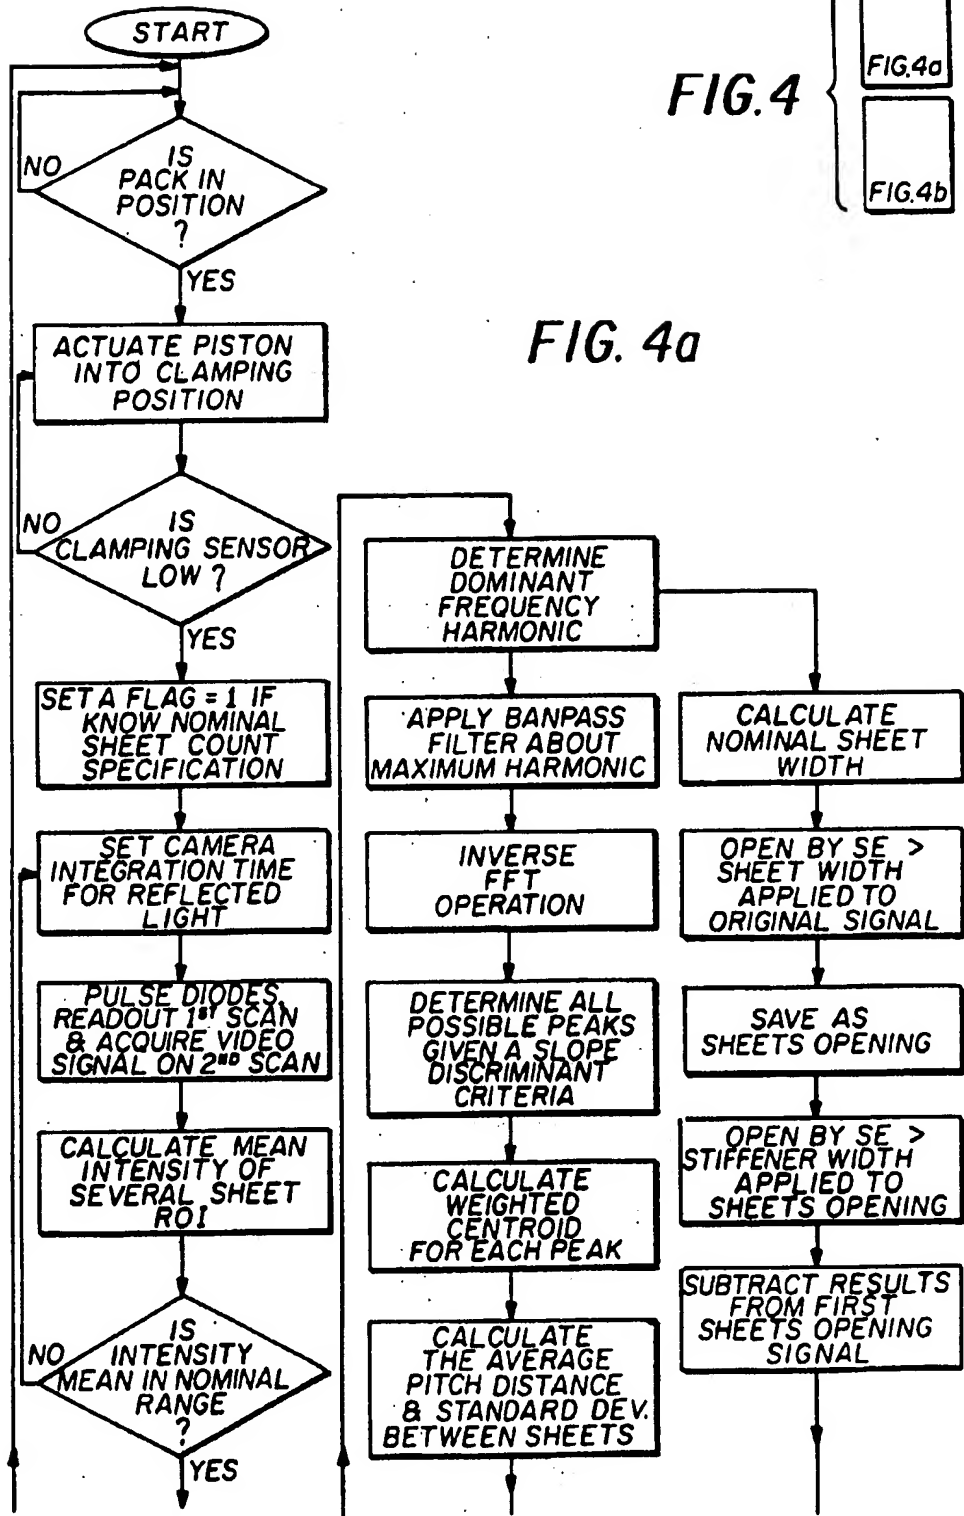 START
FIG. 4
FIG.4a
FIG.4b
FIG. 4a
IS
PACK IN
POSITION
?
NO
YES
ACTUATE PISTON
INTO CLAMPING
POSITION
IS
CLAMPING SENSOR
LOW ?
NO
YES
SET A FLAG = 1 IF
KNOW NOMINAL
SHEET COUNT
SPECIFICATION
SET CAMERA
INTEGRATION TIME
FOR REFLECTED
LIGHT
PULSE DIODES,
READOUT 1ST SCAN
& ACQUIRE VIDEO
SIGNAL ON 2ND SCAN
CALCULATE MEAN
INTENSITY OF
SEVERAL SHEET
ROI
IS
INTENSITY
MEAN IN NOMINAL
RANGE
?
NO
YES
DETERMINE
DOMINANT
FREQUENCY
HARMONIC
APPLY BANPASS
FILTER ABOUT
MAXIMUM HARMONIC
INVERSE
FFT
OPERATION
DETERMINE ALL
POSSIBLE PEAKS
GIVEN A SLOPE
DISCRIMINANT
CRITERIA
CALCULATE
WEIGHTED
CENTROID
FOR EACH PEAK
CALCULATE
THE AVERAGE
PITCH DISTANCE
& STANDARD DEV.
BETWEEN SHEETS
CALCULATE
NOMINAL SHEET
WIDTH
OPEN BY SE >
SHEET WIDTH
APPLIED TO
ORIGINAL SIGNAL
SAVE AS
SHEETS OPENING
OPEN BY SE >
STIFFENER WIDTH
APPLIED TO
SHEETS OPENING
SUBTRACT RESULTS
FROM FIRST
SHEETS OPENING
SIGNAL